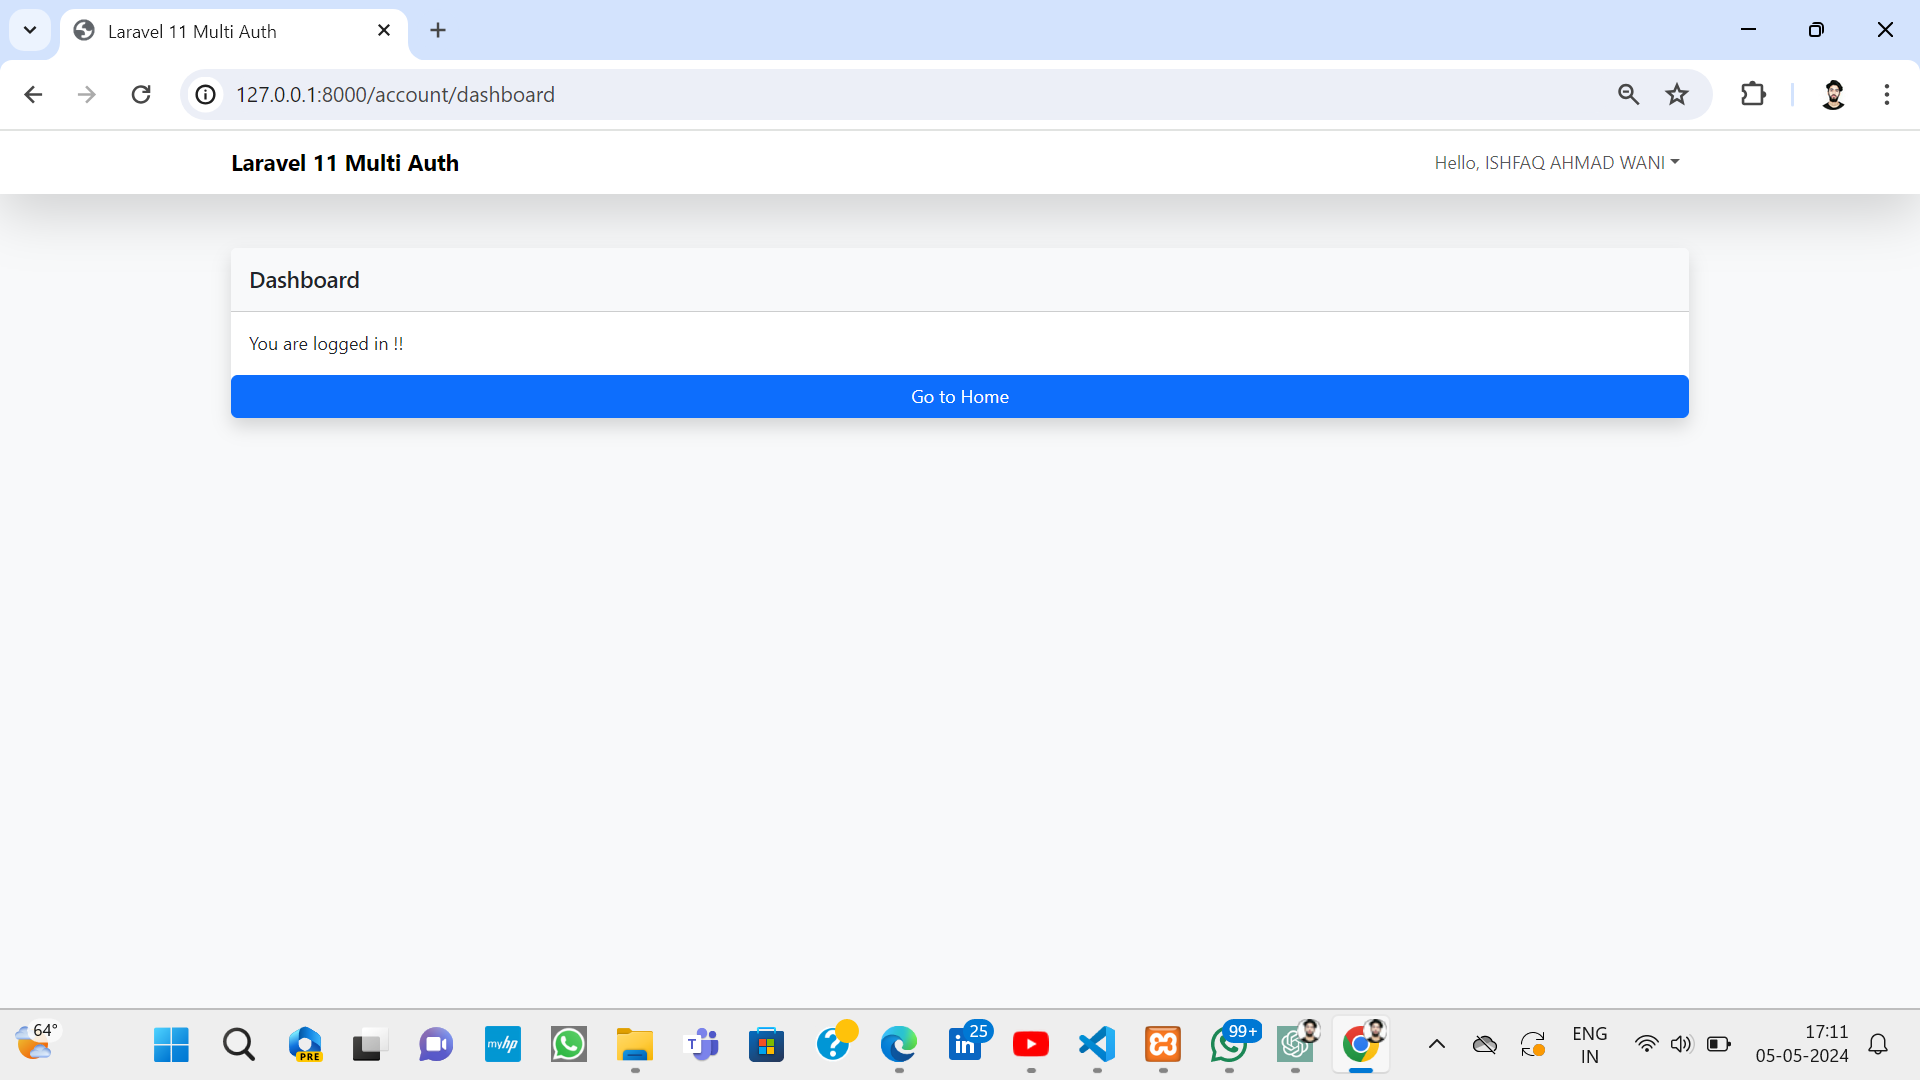 Laravel 11 Multi Auth
127.0.0.1:8000/account/dashboard
Laravel 11 Multi Auth
Hello, ISHFAQ AHMAD WANI
Dashboard
You are logged in !!
Go to Home
64°
PRE
myhp
T
?
in
25
99+
ENG
IN
17:11
05-05-2024